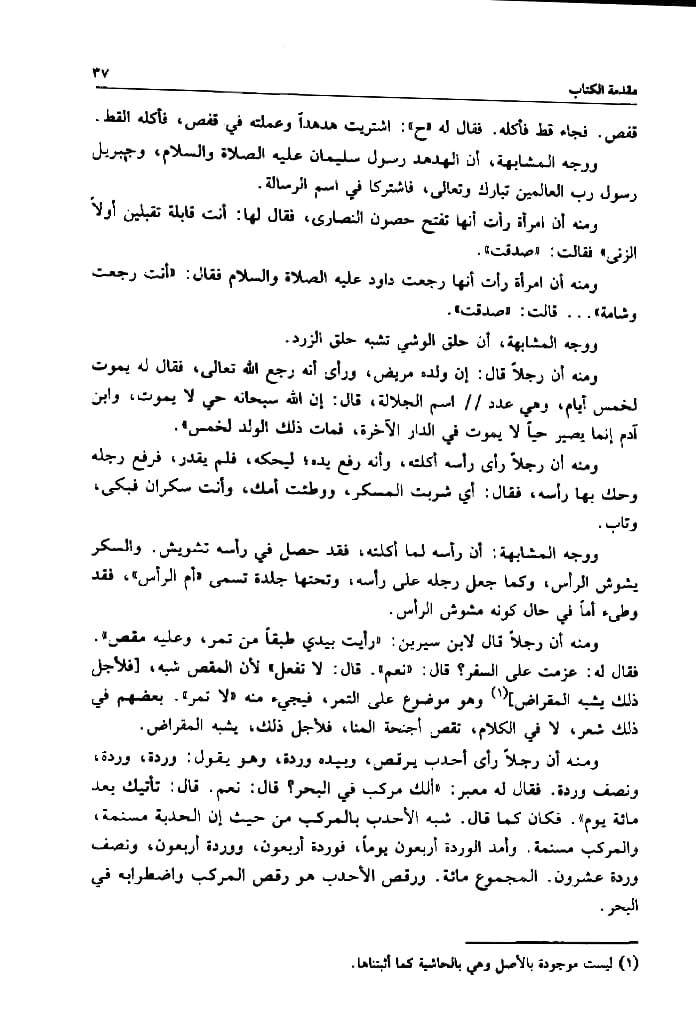 مقدمة الكتاب
٣٧
قفص. فجاء قط فأكله. فقال له «ح»: اشتريت هدهداً وعملته في قفص، فأكله القط.
ووجه المشابهة، أن الهدهد رسول سليمان عليه الصلاة والسلام، وجبريل
رسول رب العالمين تبارك وتعالى، فاشتركا في اسم الرسالة.
ومنه أن امرأة رأت أنها تفتح حصون النصارى، فقال لها: أنت قابلة تقبلين أولاً
الزنى» فقالت: «صدقت».
ومنه أن امرأة رأت أنها رجعت داود عليه الصلاة والسلام فقال: «أنت رجعت
وشامة»... قالت: «صدقت».
ووجه المشابهة، أن حلق الوشي تشبه حلق الزرد.
ومنه أن رجلاً قال: إن ولده مريض، ورأى أنه رجع الله تعالى، فقال له يموت
لخمس أيام، وهي عدد // اسم الجلالة، قال: إن الله سبحانه حي لا يموت، وابن
آدم إنما يصير حياً لا يموت في الدار الآخرة، فمات ذلك الولد لخمس».
ومنه أن رجلاً رأى رأسه أكلته، وأنه رفع يده؛ ليحكه، فلم يقدر، فرفع رجله
وحك بها رأسه، فقال: أي شربت المسكر، ووطئت أمك، وأنت سكران فبكى،
وتاب.
ووجه المشابهة: أن رأسه لما أكلته، فقد حصل في رأسه تشويش. والسكر
يشوش الرأس، وكما جعل رجله على رأسه، وتحتها جلدة تسمى «أم الرأس»، فقد
وطىء أماً في حال كونه مشوش الرأس.
ومنه أن رجلاً قال لابن سيرين: «رأيت بيدي طبقاً من تمر، وعليه مقص».
فقال له: عزمت على السفر؟ قال: «نعم». قال: لا تفعل» لأن المقص شبه، [فلأجل
ذلك يشبه المقراض](١) وهو موضوع على التمر، فيجيء منه «لا تمر». بعضهم في
ذلك شعر، لا في الكلام، نقص أجنحة المنا، فلأجل ذلك، يشبه المقراض.
ومنه أن رجلاً رأى أحدب يرقص، وبيده وردة، وهو يقول: وردة، وردة،
ونصف وردة. فقال له معبر: «ألك مركب في البحر؟ قال: نعم. قال: تأتيك بعد
مائة يوم». فكان كما قال. شبه الأحدب بالمركب من حيث إن الحدبة مسنمة،
والمركب مسنمة. وأمد الوردة أربعون يوماً، فوردة أربعون، ووردة أربعون، ونصف
وردة عشرون. المجموع مائة. ورقص الأحدب هو رقص المركب واضطرابه في
البحر.
(١) ليست موجودة بالأصل وهي بالحاشية كما أثبتناها.